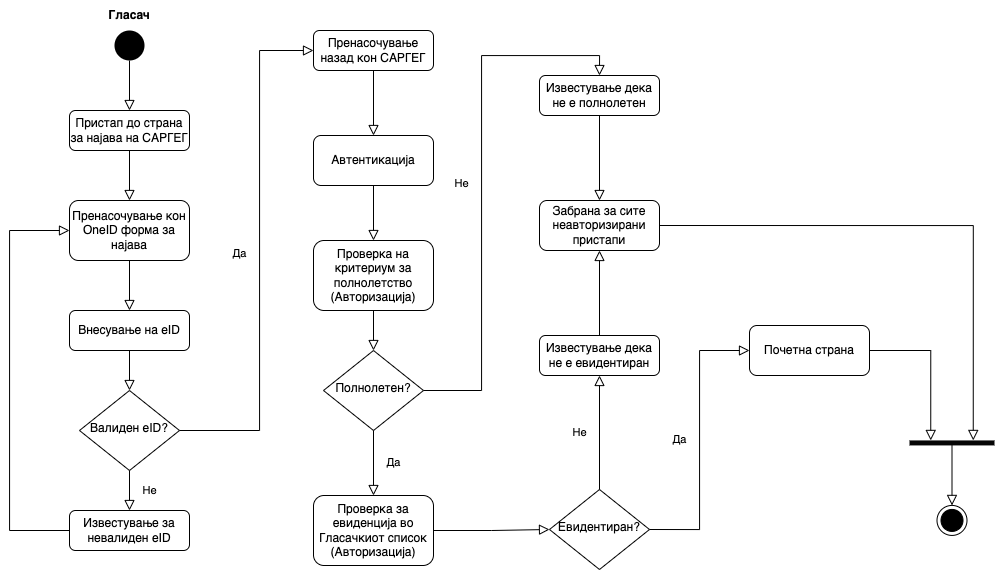 Гласач
Пристап до страна
за најава на САРГЕГ
Пренасочување кон
OneID форма за
најава
Внесување на eID
Валиден eID?
Не
Известување за
невалиден eID
Да
Пренасочување
назад кон САРГЕГ
Автентикација
Проверка на
критериум за
полнолетство
(Авторизација)
Полнолетен?
Да
Проверка за
евиденција во
Гласачкиот список
(Авторизација)
Не
Известување дека
не е полнолетен
Забрана за сите
неавторизирани
пристапи
Известување дека
не е евидентиран
Не
Евидентиран?
Да
Почетна страна